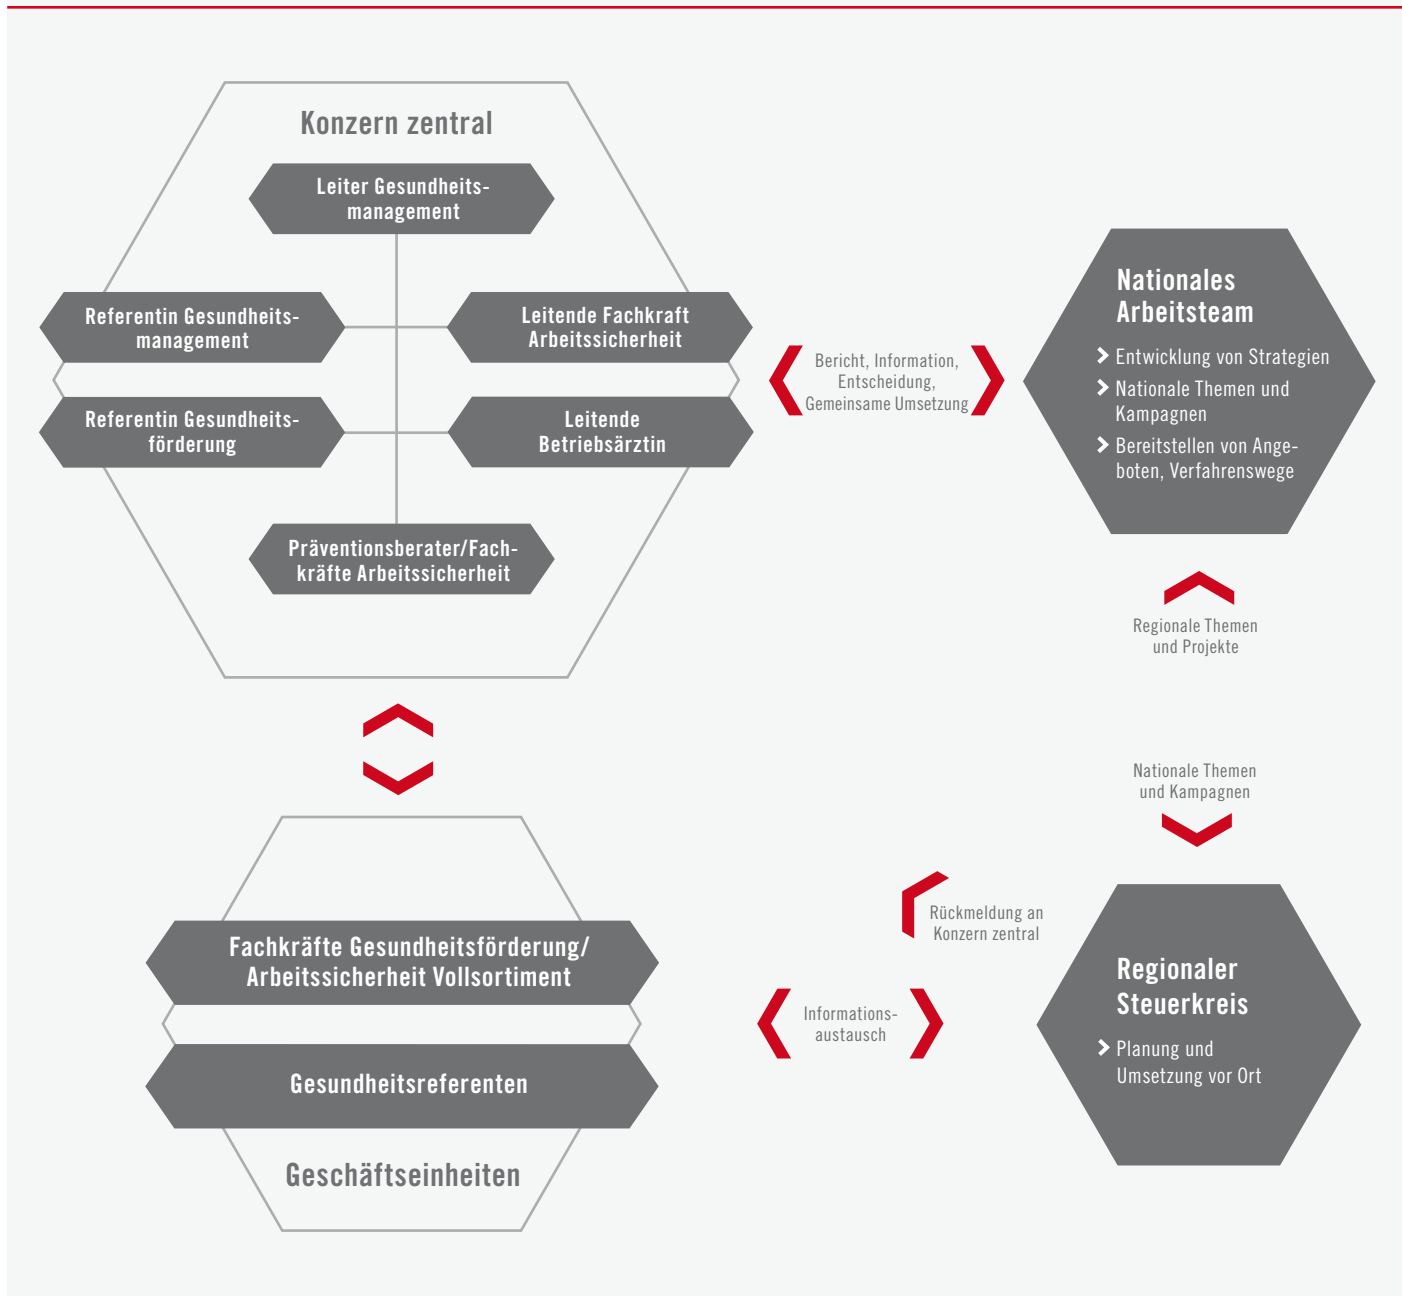 Konzern zentral
Leiter Gesundheits-
management
Referentin Gesundheits-
management
Leitende Fachkraft
Arbeitssicherheit
Referentin Gesundheits-
förderung
Leitende
Betriebsärztin
Präventionsberater/Fach-
kräfte Arbeitssicherheit
Bericht, Information,
Entscheidung,
Gemeinsame Umsetzung
Nationales
Arbeitsteam
Entwicklung von Strategien
Nationale Themen und
Kampagnen
Bereitstellen von Ange-
boten, Verfahrenswege
Regionale Themen
und Projekte
Nationale Themen
und Kampagnen
Rückmeldung an
Konzern zentral
Fachkräfte Gesundheitsförderung/
Arbeitssicherheit Vollsortiment
Gesundheitsreferenten
Geschäftseinheiten
Informations-
austausch
Regionaler
Steuerkreis
Planung und
Umsetzung vor Ort